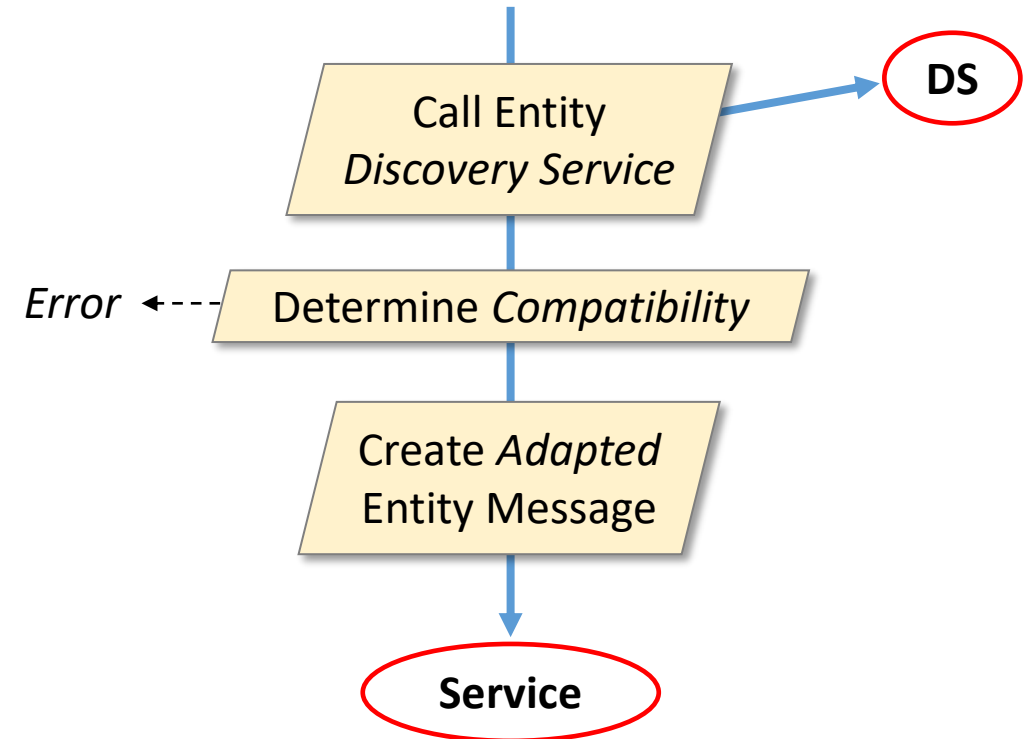 Call Entity
Discovery Service
DS
Error
Determine Compatibility
Create Adapted
Entity Message
Service